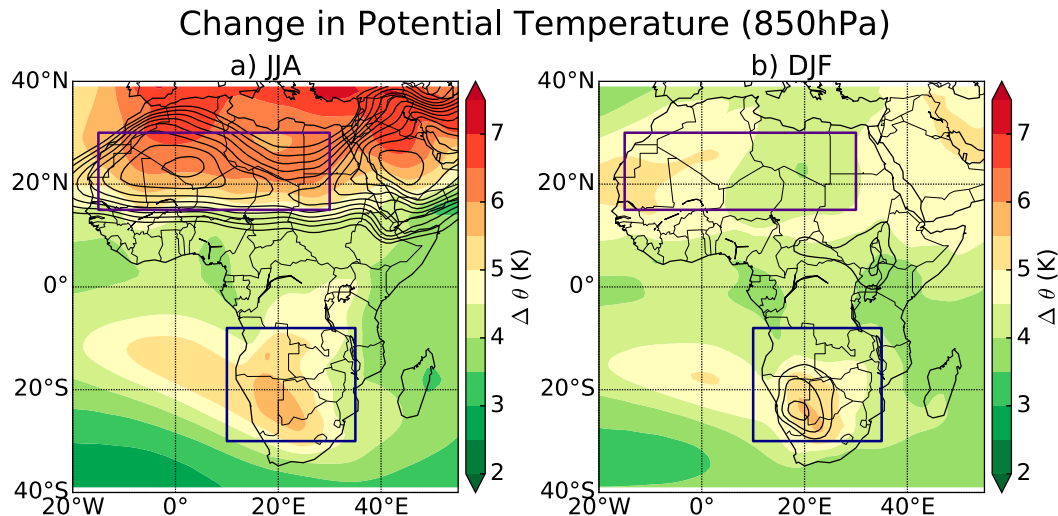 Change in Potential Temperature (850hPa)
a) JJA
b) DJF
40°N
20°N
0°
20°S
40°S
20°W
0°
20°E
40°E
7
6
5
4
3
2
Δ θ (K)
40°N
20°N
0°
20°S
40°S
20°W
0°
20°E
40°E
7
6
5
4
3
2
Δ θ (K)